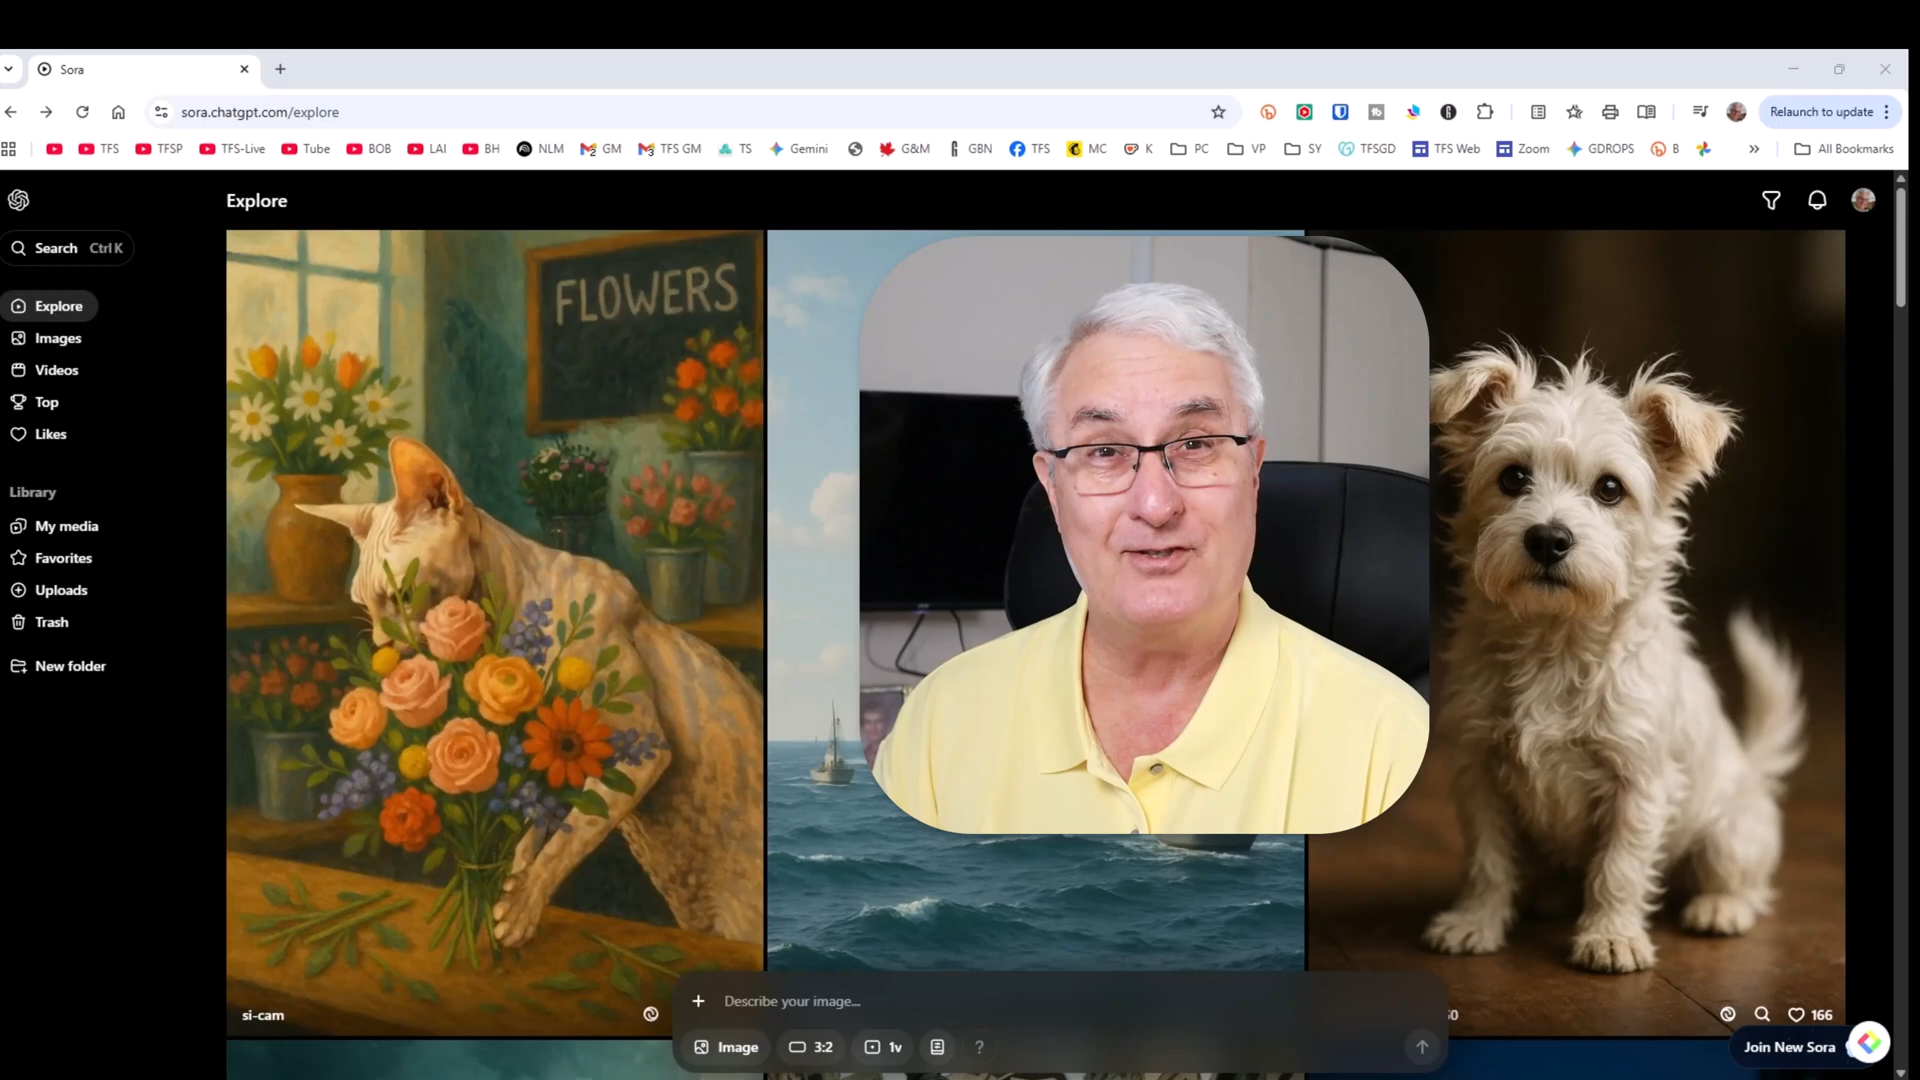 Sora
sora.chatgpt.com/explore
Relaunch to update
TFS TFSP TFS-Live Tube BOB LAI BH NLM GM TFS GM TS Gemini G&M GBN TFS MC K PC VP SY TFSGD TFS Web Zoom GDROPS B All Bookmarks
Explore
Search Ctrl K
Explore
Images
Videos
Top
Likes
Library
My media
Favorites
Uploads
Trash
New folder
FLOWERS
si-cam
166
Describe your image...
Image 3:2 1v ?
Join New Sora